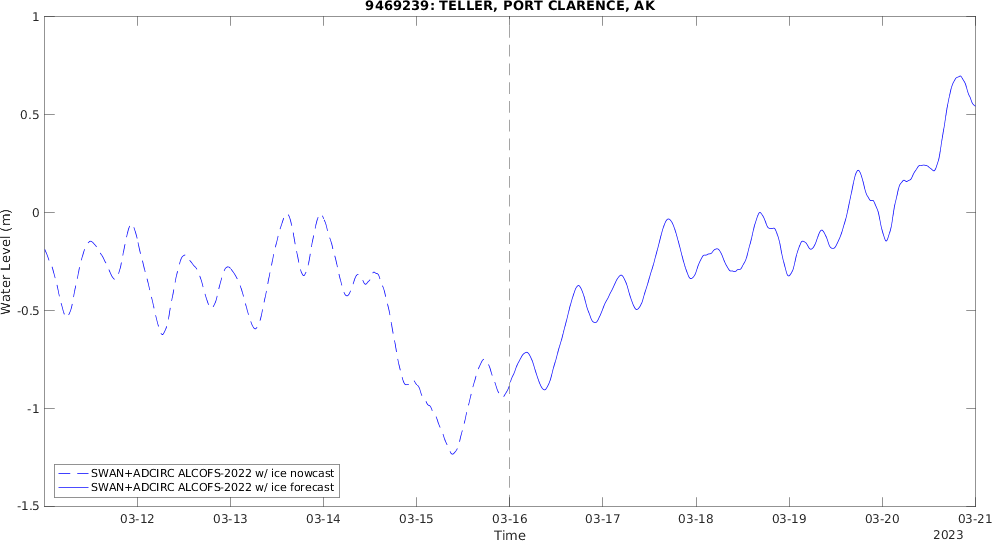 9469239: TELLER, PORT CLARENCE, AK
Water Level (m)
1
0.5
0
-0.5
-1
-1.5
SWAN+ADCIRC ALCOFS-2022 w/ ice nowcast
SWAN+ADCIRC ALCOFS-2022 w/ ice forecast
03-12 03-13 03-14 03-15 03-16 03-17 03-18 03-19 03-20 03-21
Time
2023